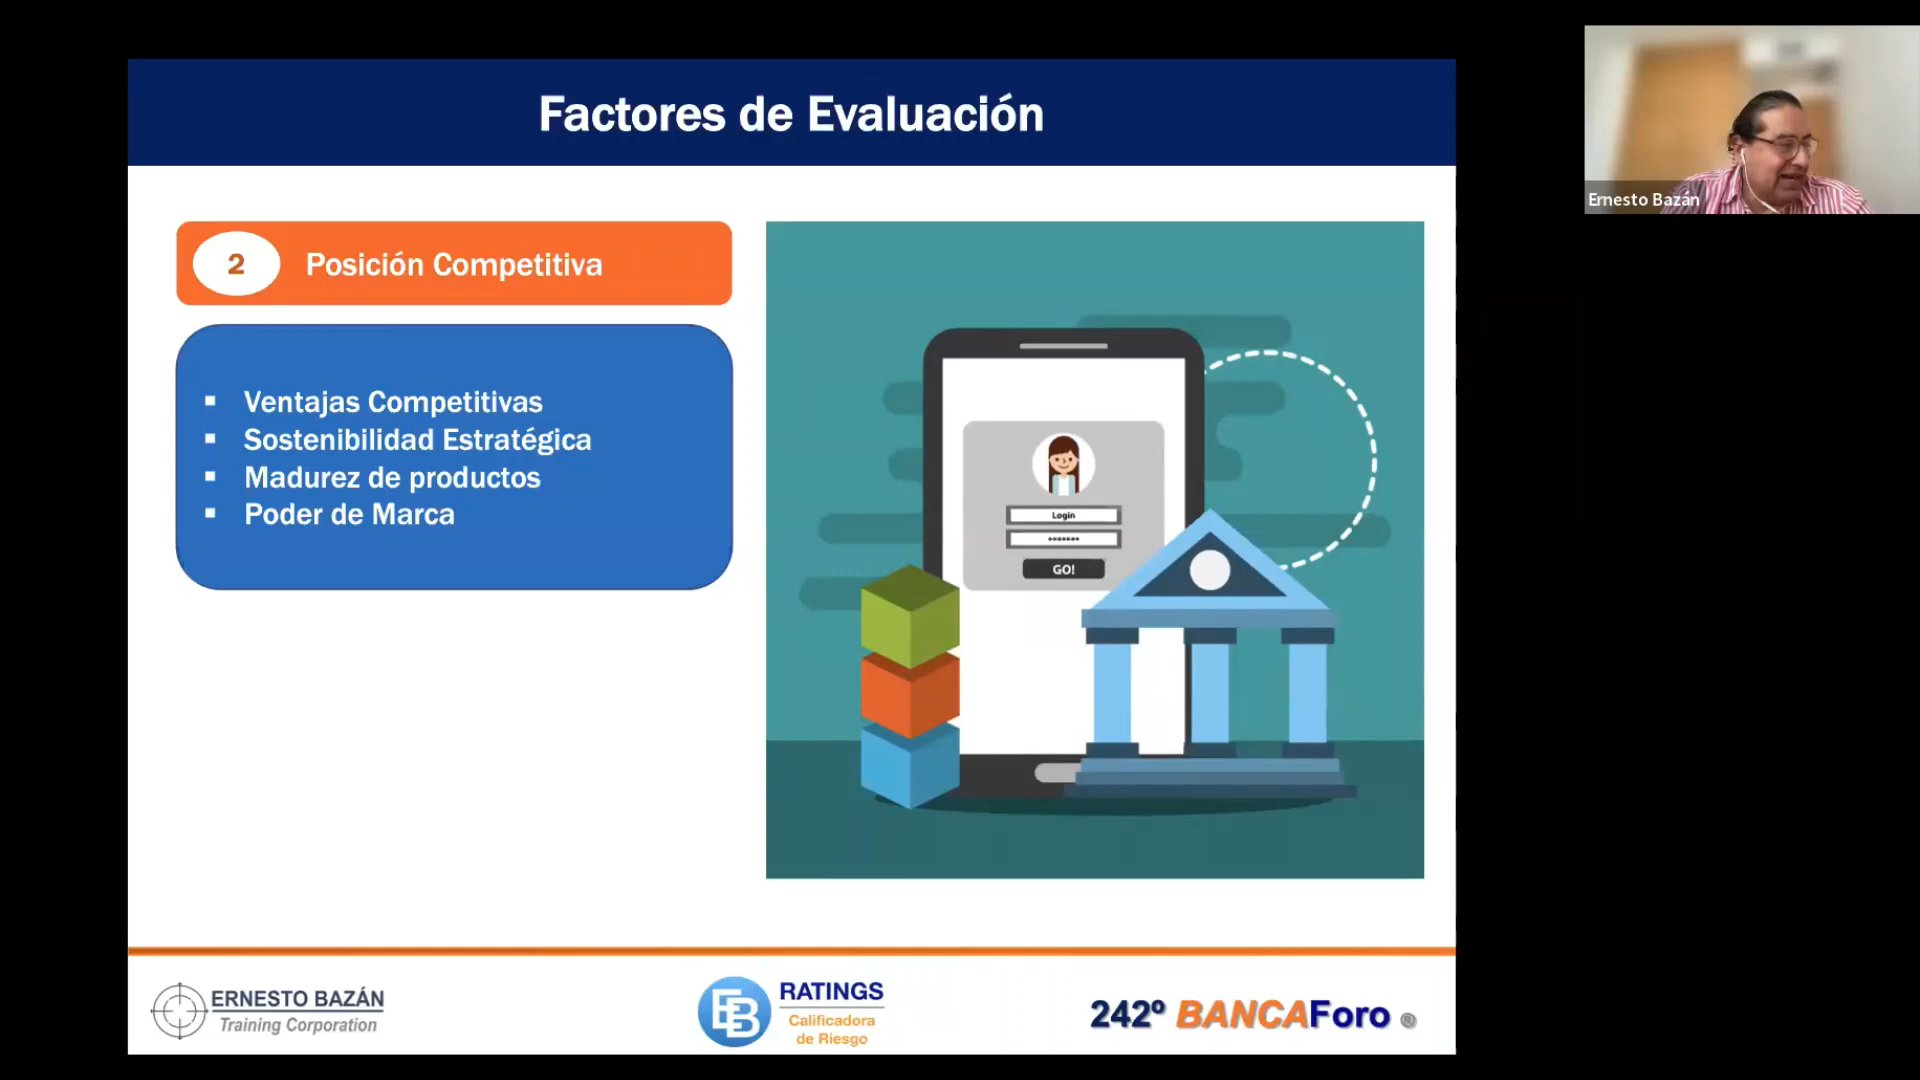 Factores de Evaluación
Ernesto Bazán
2 Posición Competitiva
▪ Ventajas Competitivas
▪ Sostenibilidad Estratégica
▪ Madurez de productos
▪ Poder de Marca
Login
•••••••
GO!
ERNESTO BAZÁN
Training Corporation
EB
RATINGS
Calificadora
de Riesgo
242º BANCAForo ®